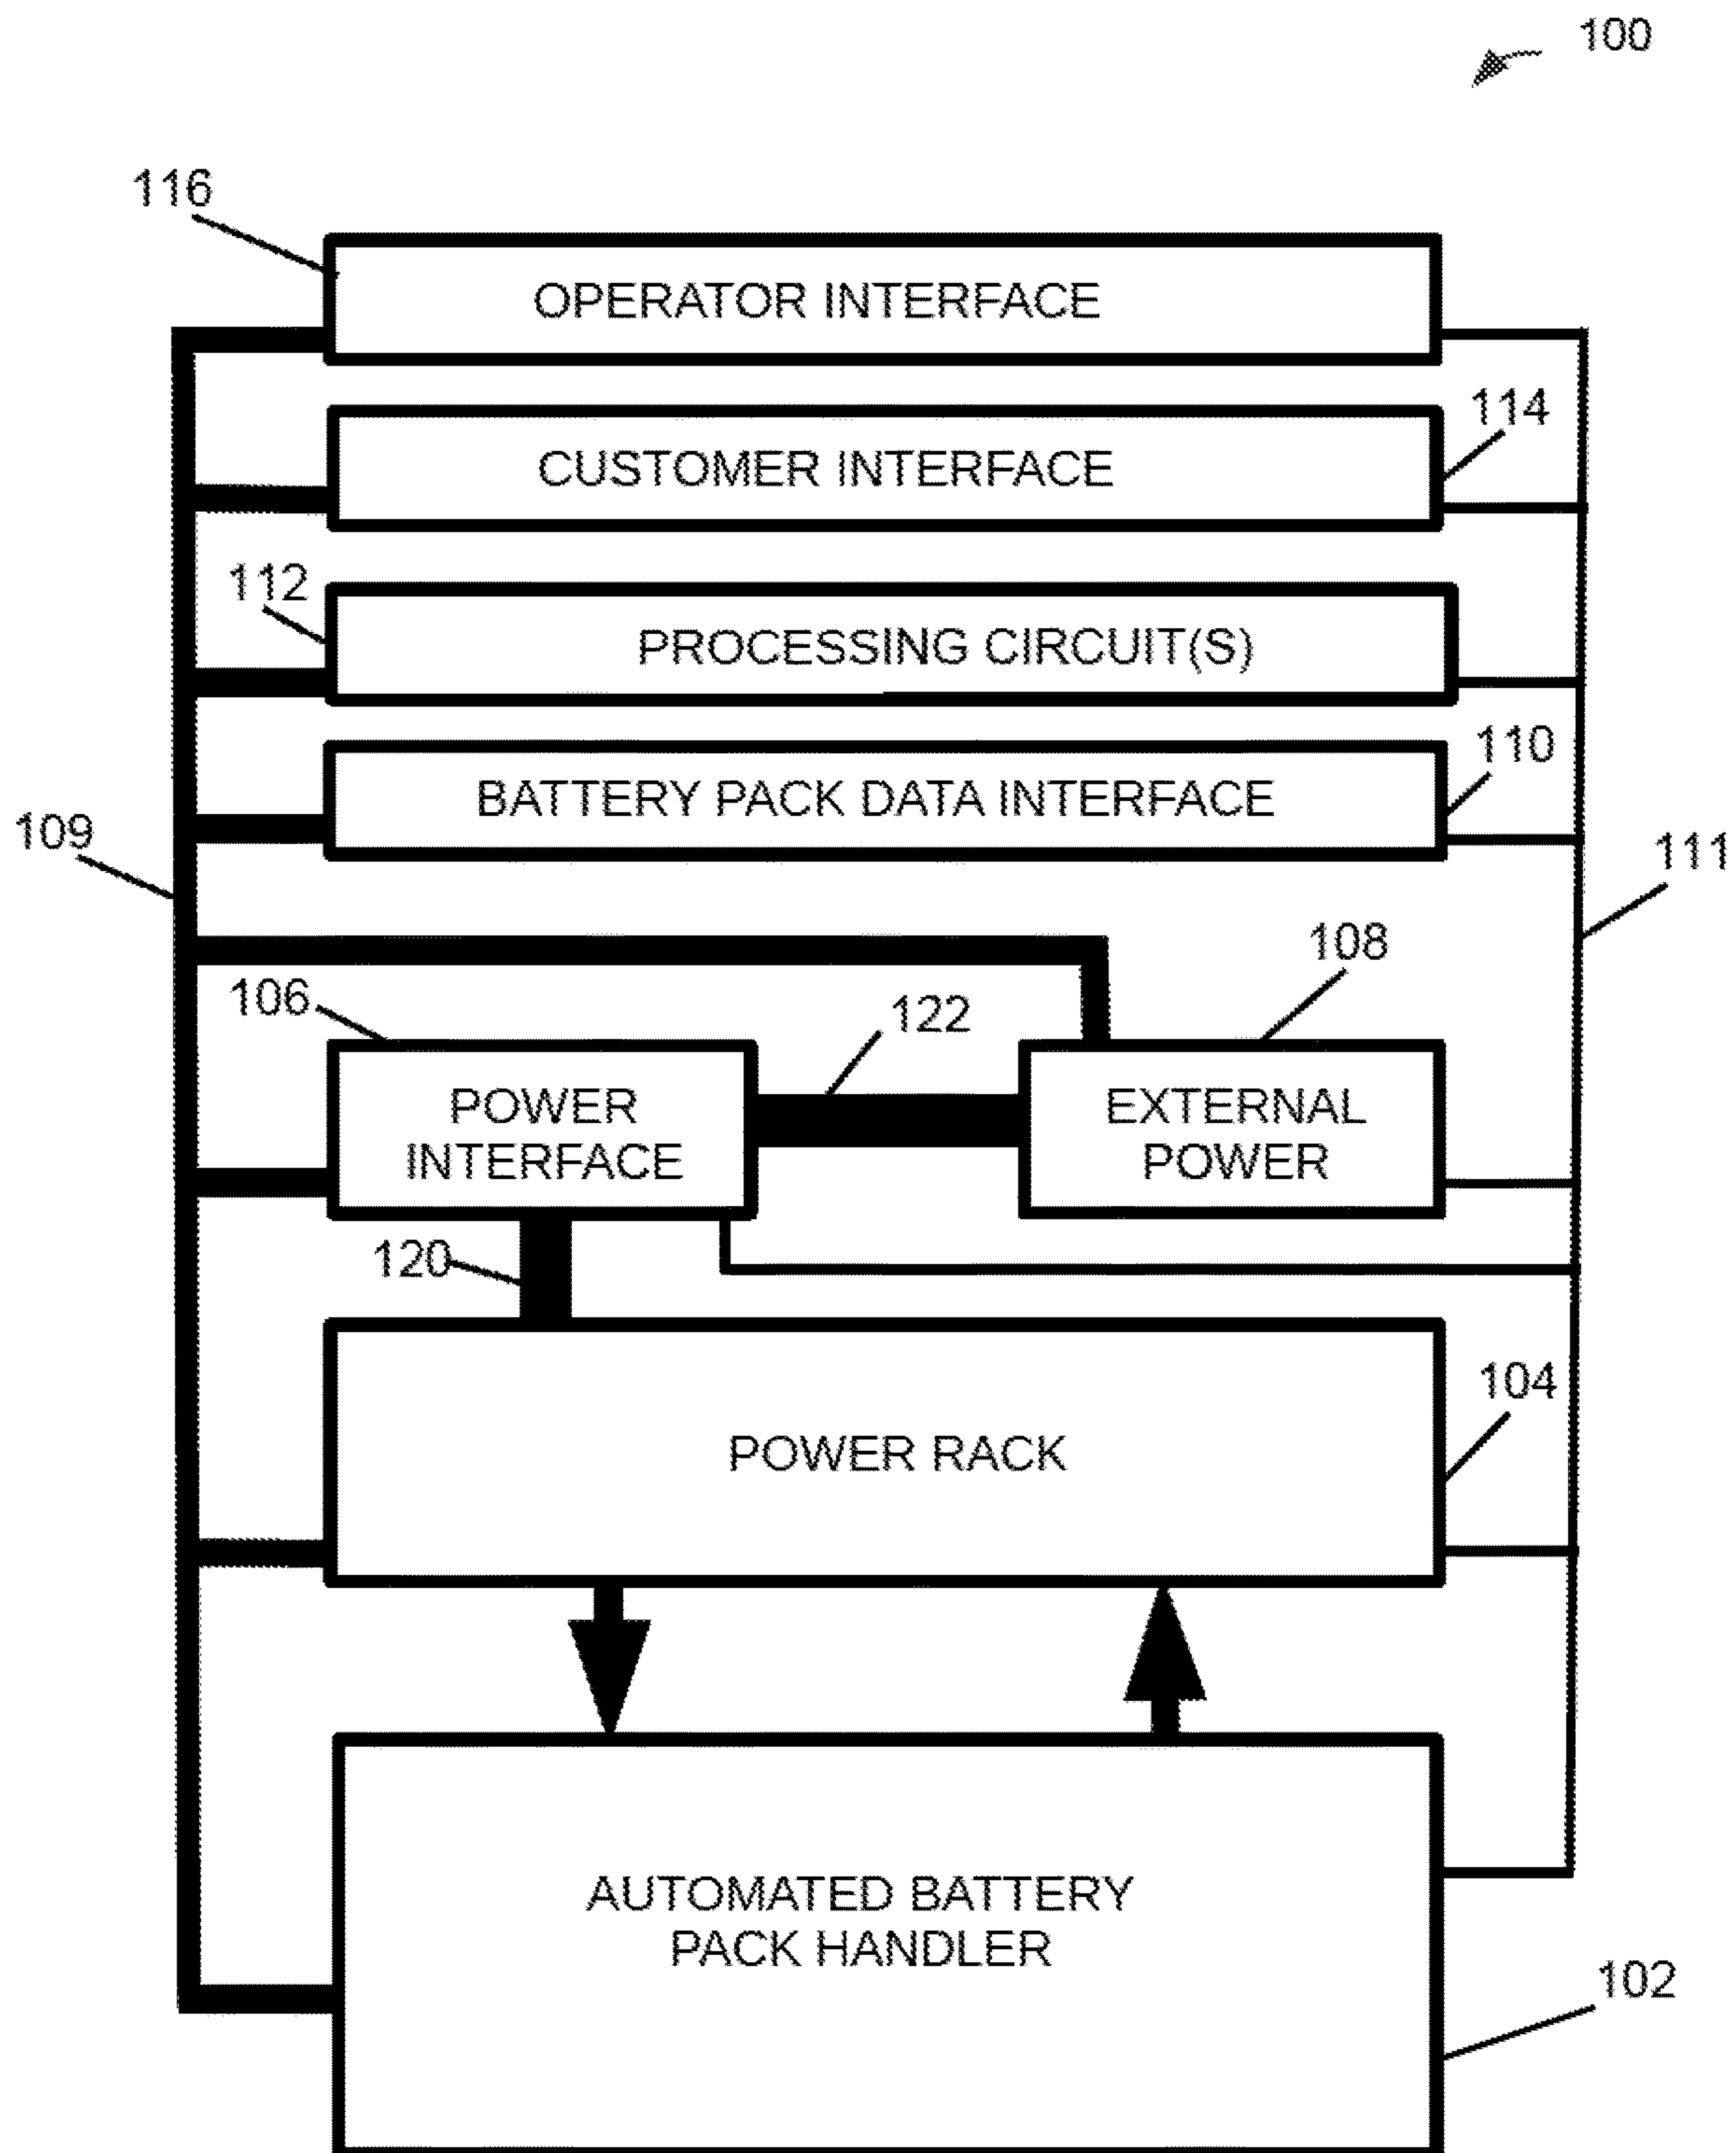 100
116
OPERATOR INTERFACE
114
CUSTOMER INTERFACE
112
PROCESSING CIRCUIT(S)
110
BATTERY PACK DATA INTERFACE
109
111
108
106
122
POWER
INTERFACE
EXTERNAL
POWER
120
104
POWER RACK
AUTOMATED BATTERY
PACK HANDLER
102